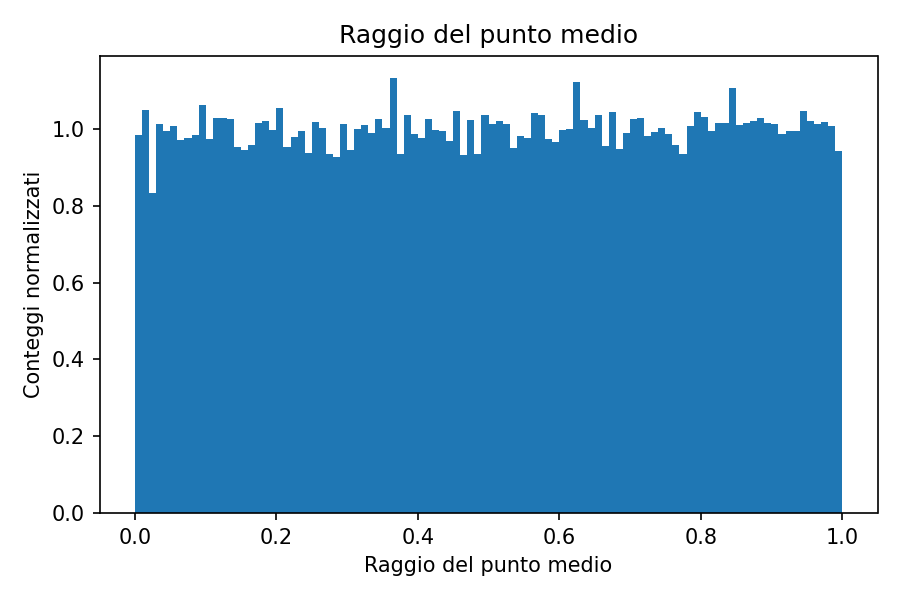 Raggio del punto medio
Conteggi normalizzati
1.0
0.8
0.6
0.4
0.2
0.0
0.0 0.2 0.4 0.6 0.8 1.0
Raggio del punto medio